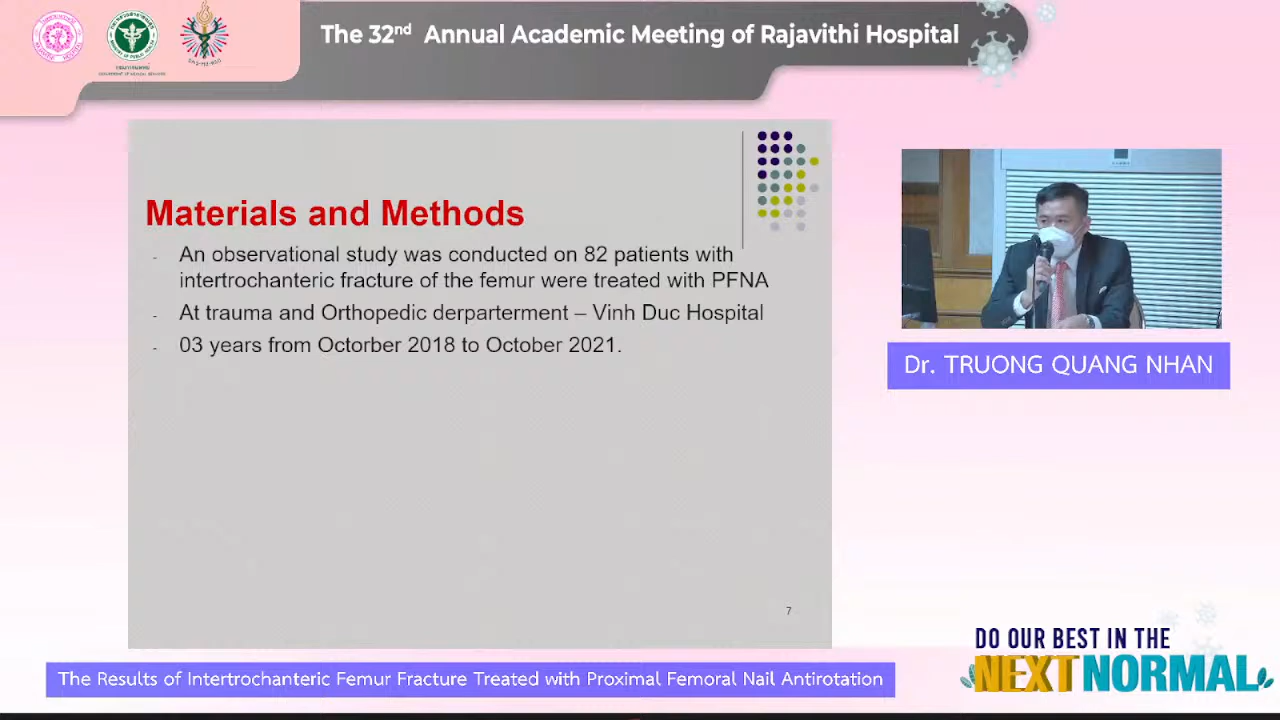 The 32nd Annual Academic Meeting of Rajavithi Hospital
Materials and Methods
- An observational study was conducted on 82 patients with
intertrochanteric fracture of the femur were treated with PFNA
- At trauma and Orthopedic derparterment – Vinh Duc Hospital
- 03 years from Octorber 2018 to October 2021.
7
Dr. TRUONG QUANG NHAN
The Results of Intertrochanteric Femur Fracture Treated with Proximal Femoral Nail Antirotation
DO OUR BEST IN THE
NEXT NORMAL